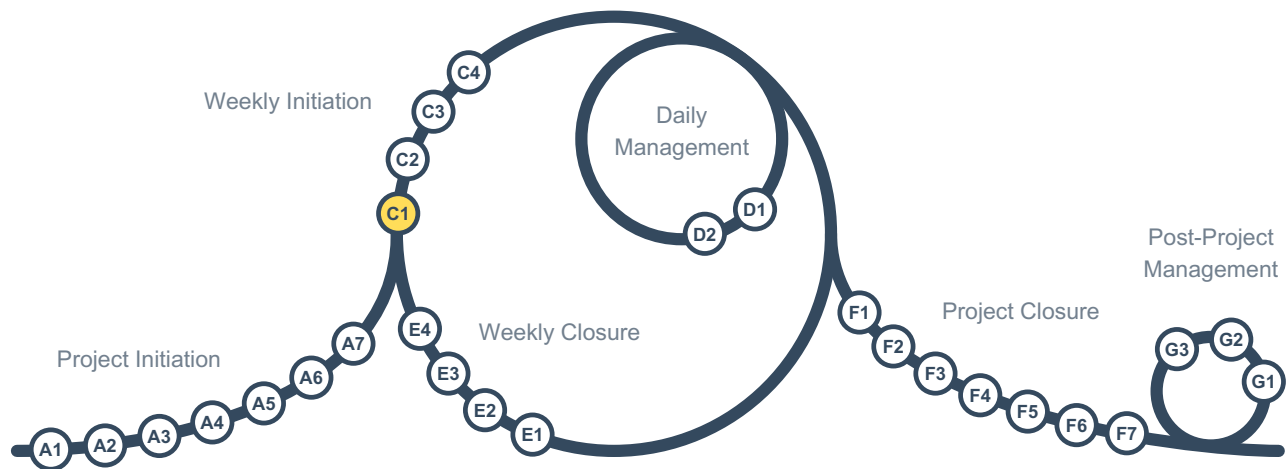 Weekly Initiation
C4
C3
C2
C1
Daily
Management
D1
D2
Post-Project
Management
Project Initiation
A1
A2
A3
A4
A5
A6
A7
Weekly Closure
E4
E3
E2
E1
Project Closure
F1
F2
F3
F4
F5
F6
F7
G3
G2
G1